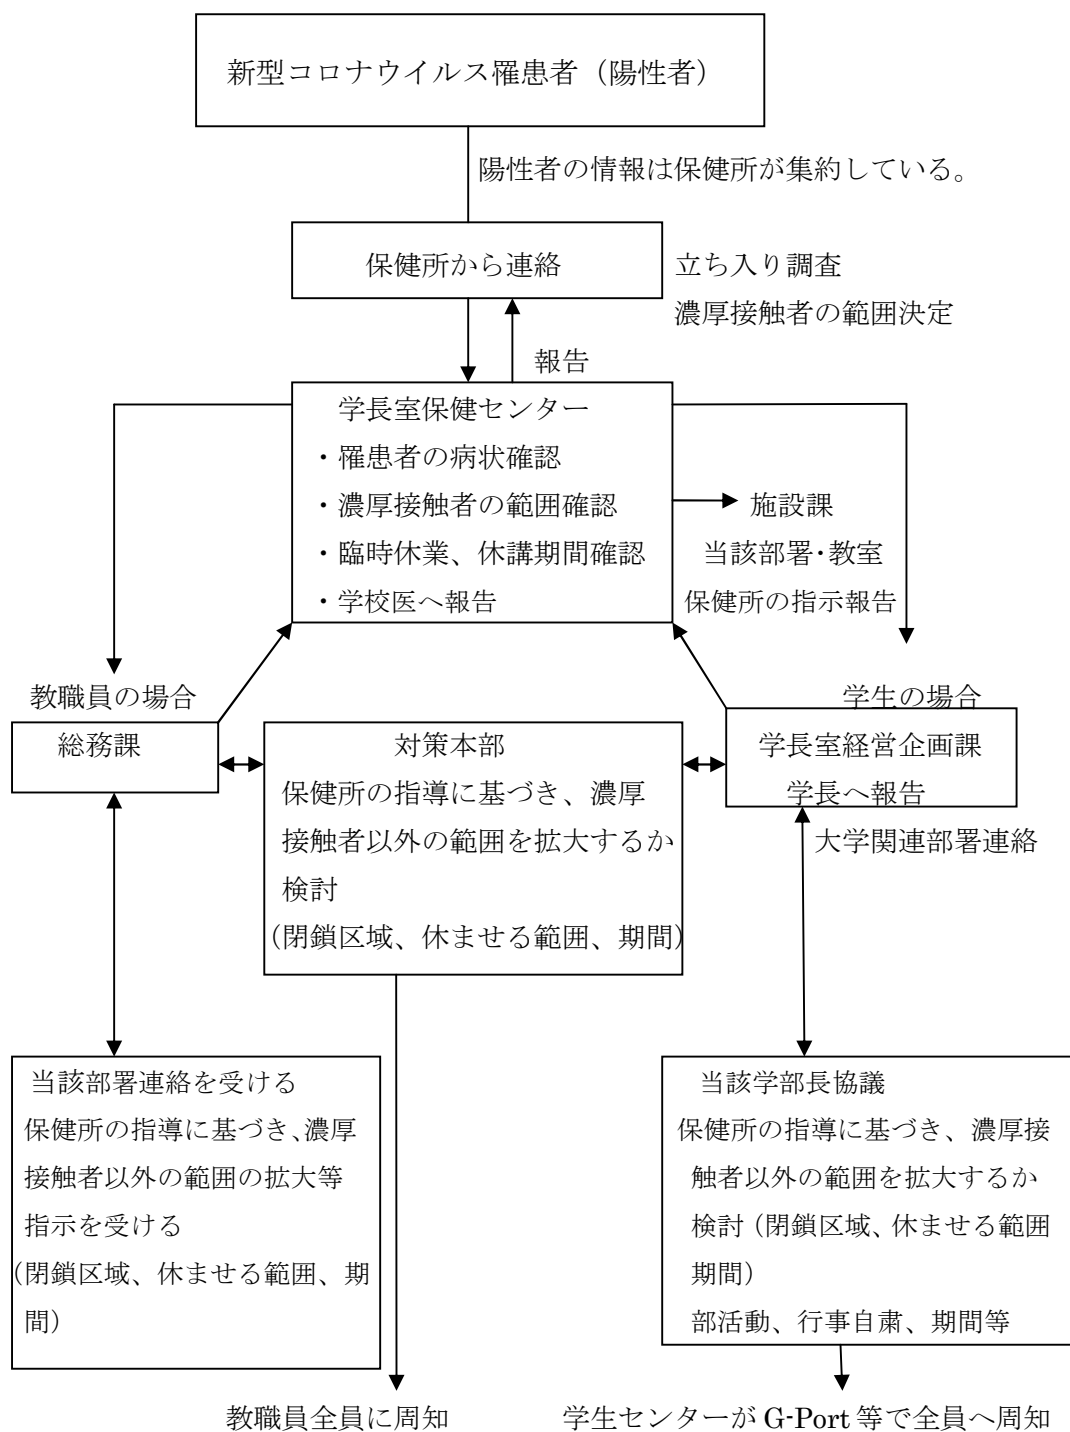 新型コロナウイルス罹患者（陽性者）
陽性者の情報は保健所が集約している。
保健所から連絡
立ち入り調査
濃厚接触者の範囲決定
報告
学長室保健センター
・罹患者の病状確認
・濃厚接触者の範囲確認
・臨時休業、休講期間確認
・学校医へ報告
施設課
当該部署・教室
保健所の指示報告
教職員の場合
総務課
対策本部
保健所の指導に基づき、濃厚
接触者以外の範囲を拡大するか
検討
(閉鎖区域、休ませる範囲、期間)
学生の場合
学長室経営企画課
学長へ報告
大学関連部署連絡
当該部署連絡を受ける
保健所の指導に基づき、濃厚
接触者以外の範囲の拡大等
指示を受ける
(閉鎖区域、休ませる範囲、期
間)
当該学部長協議
保健所の指導に基づき、濃厚接
触者以外の範囲を拡大するか
検討（閉鎖区域、休ませる範囲
期間）
部活動、行事自粛、期間等
教職員全員に周知
学生センターが G-Port 等で全員へ周知